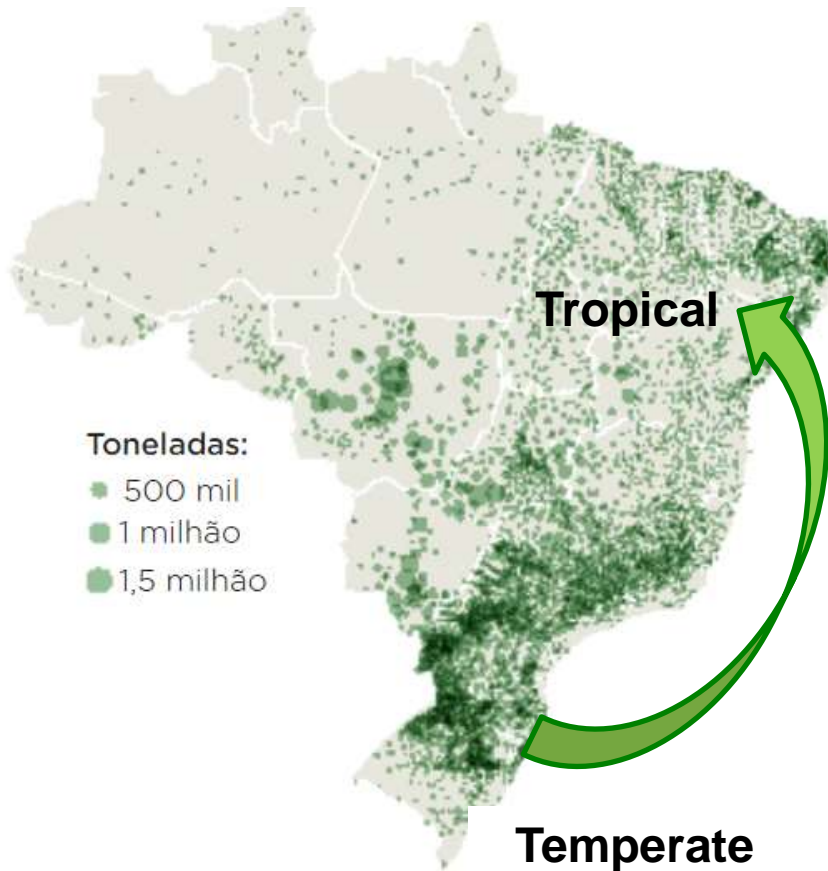 Tropical
Toneladas:
500 mil
1 milhão
1,5 milhão
Temperate